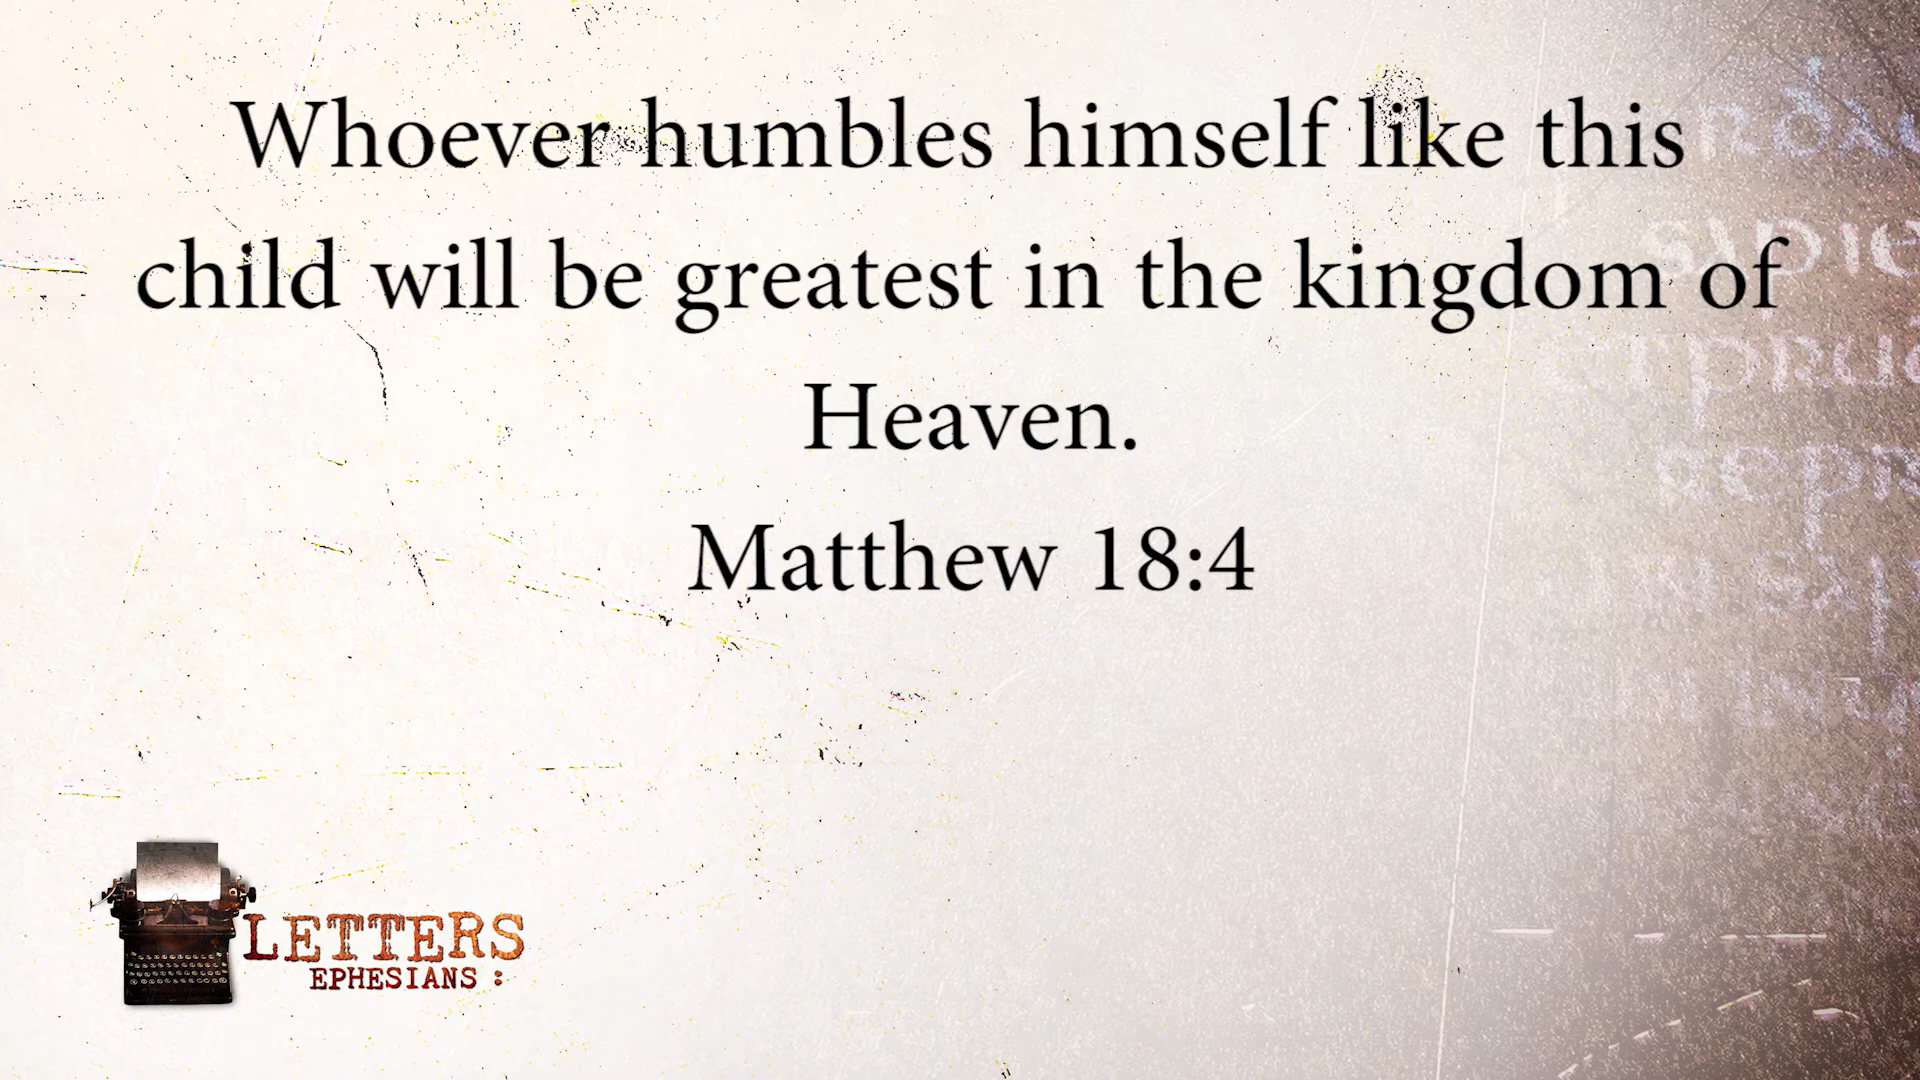 Whoever humbles himself like this
child will be greatest in the kingdom of
Heaven.
Matthew 18:4
LETTERS
EPHESIANS :